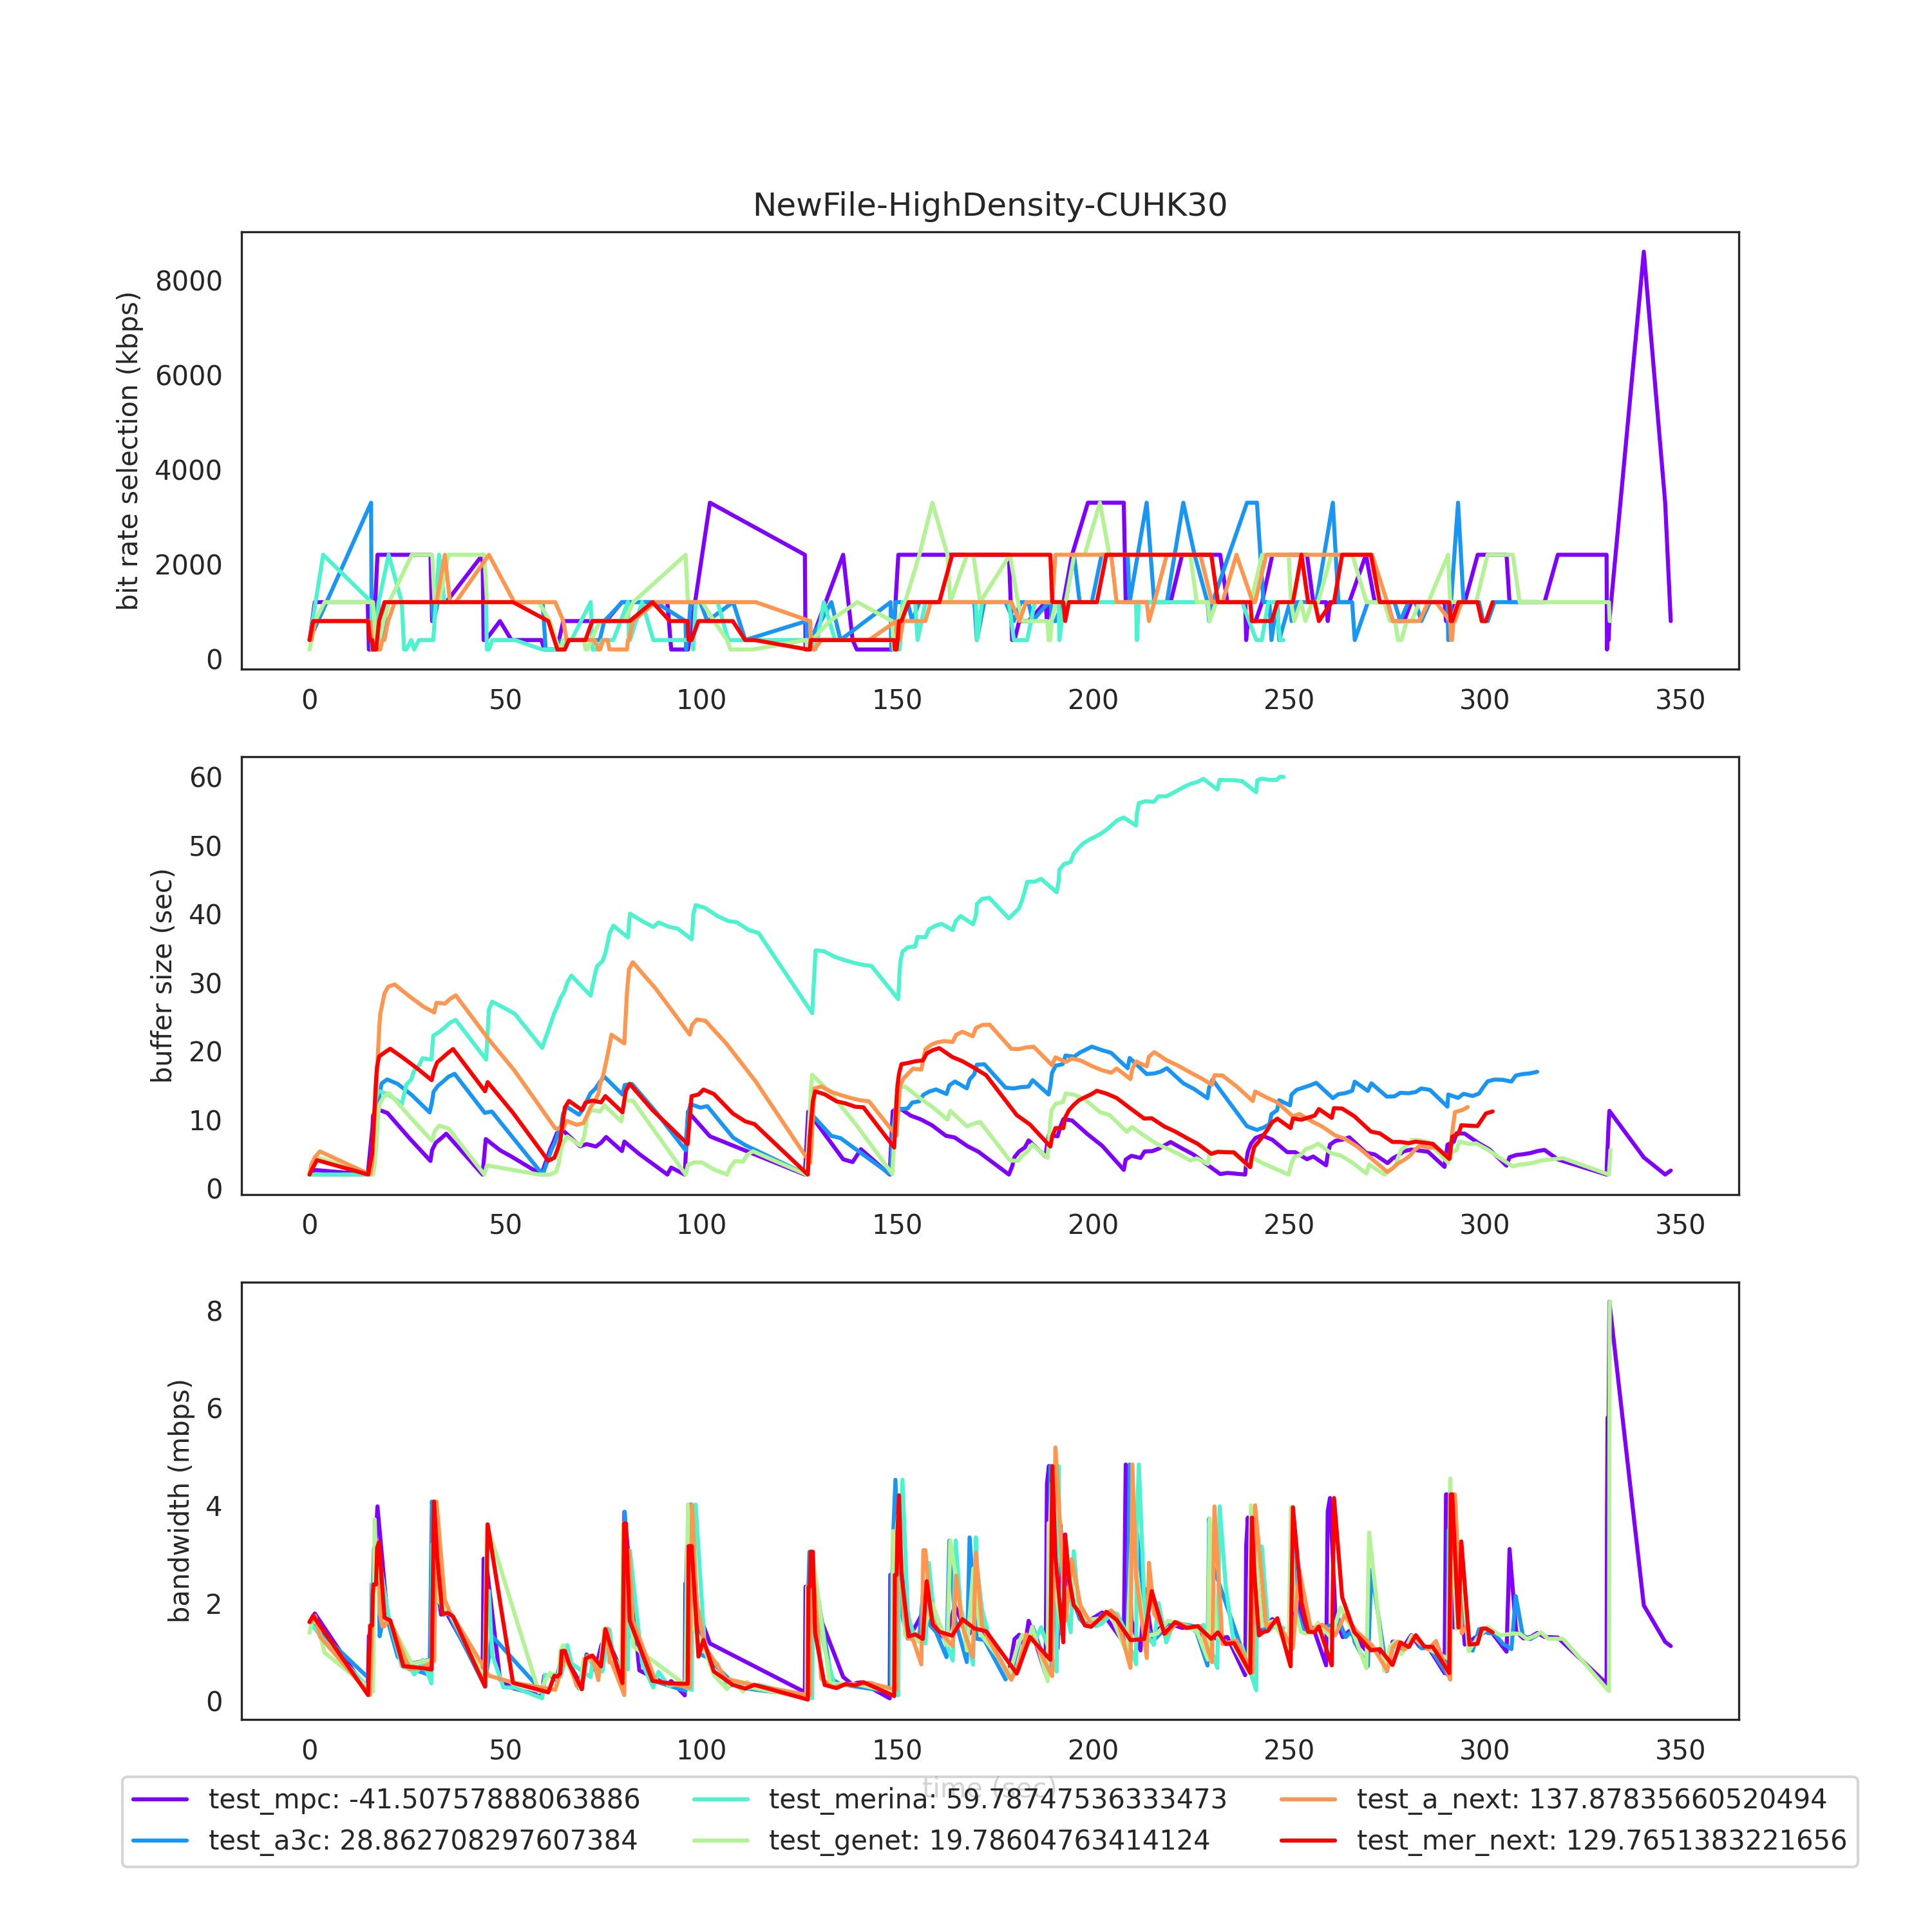 NewFile-HighDensity-CUHK30
bit rate selection (kbps)
8000
6000
4000
2000
0
0 50 100 150 200 250 300 350
buffer size (sec)
60
50
40
30
20
10
0
0 50 100 150 200 250 300 350
bandwidth (mbps)
8
6
4
2
0
0 50 100 150 200 250 300 350
time (sec)
test_mpc: -41.50757888063886 test_merina: 59.78747536333473 test_a_next: 137.87835660520494
test_a3c: 28.862708297607384 test_genet: 19.78604763414124 test_mer_next: 129.7651383221656